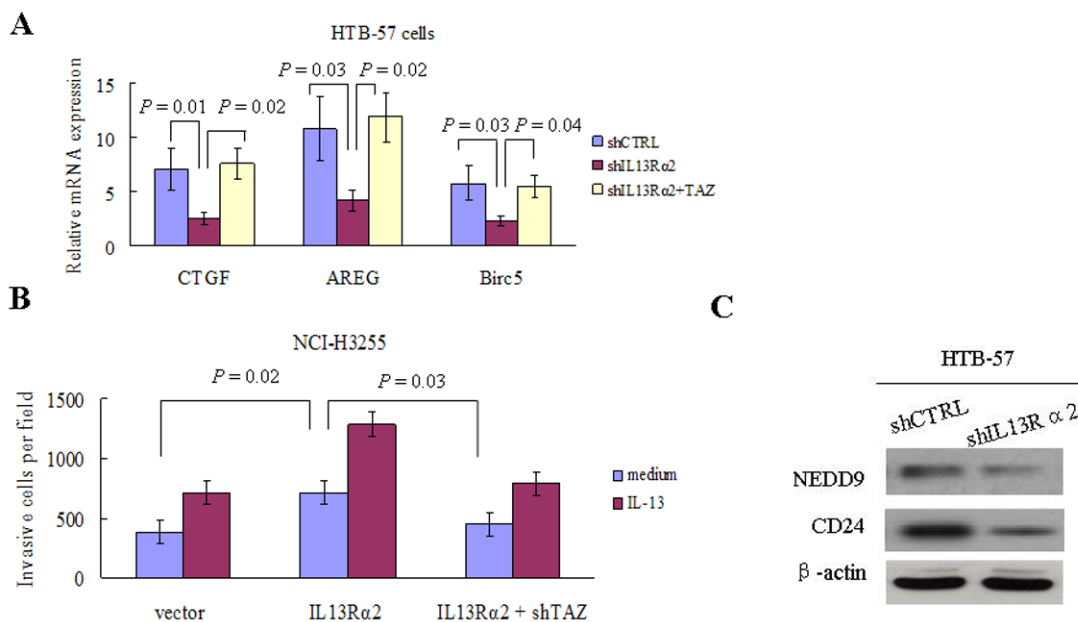 A
HTB-57 cells
Relative mRNA expression
15
10
5
0
P = 0.01
P = 0.02
P = 0.03
P = 0.02
P = 0.03
P = 0.04
shCTRL
shIL13Rα2
shIL13Rα2+TAZ
CTGF
AREG
Birc5
B
NCI-H3255
Invasive cells per field
1500
1000
500
0
P = 0.02
P = 0.03
medium
IL-13
vector
IL13Rα2
IL13Rα2 + shTAZ
C
HTB-57
shCTRL
shIL13R α 2
NEDD9
CD24
β-actin